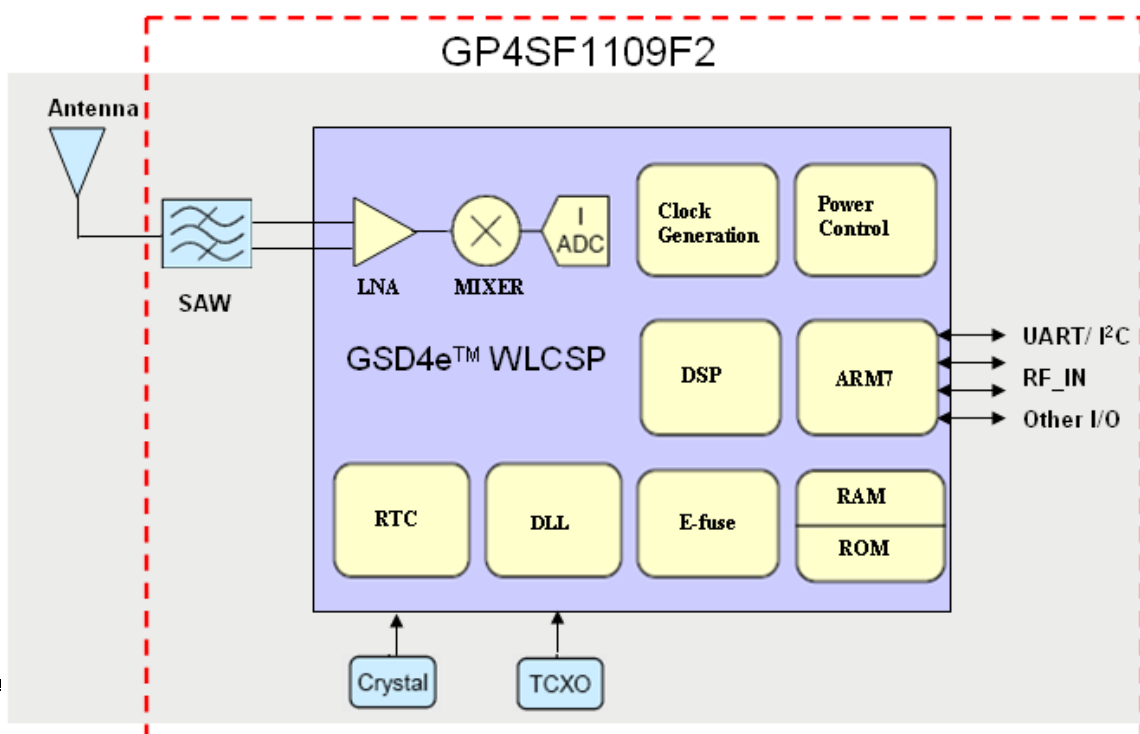 GP4SF1109F2
Antenna
SAW
LNA
MIXER
I
ADC
Clock
Generation
Power
Control
GSD4e™ WLCSP
DSP
ARM7
UART/ I²C
RF_IN
Other I/O
RTC
DLL
E-fuse
RAM
ROM
Crystal
TCXO